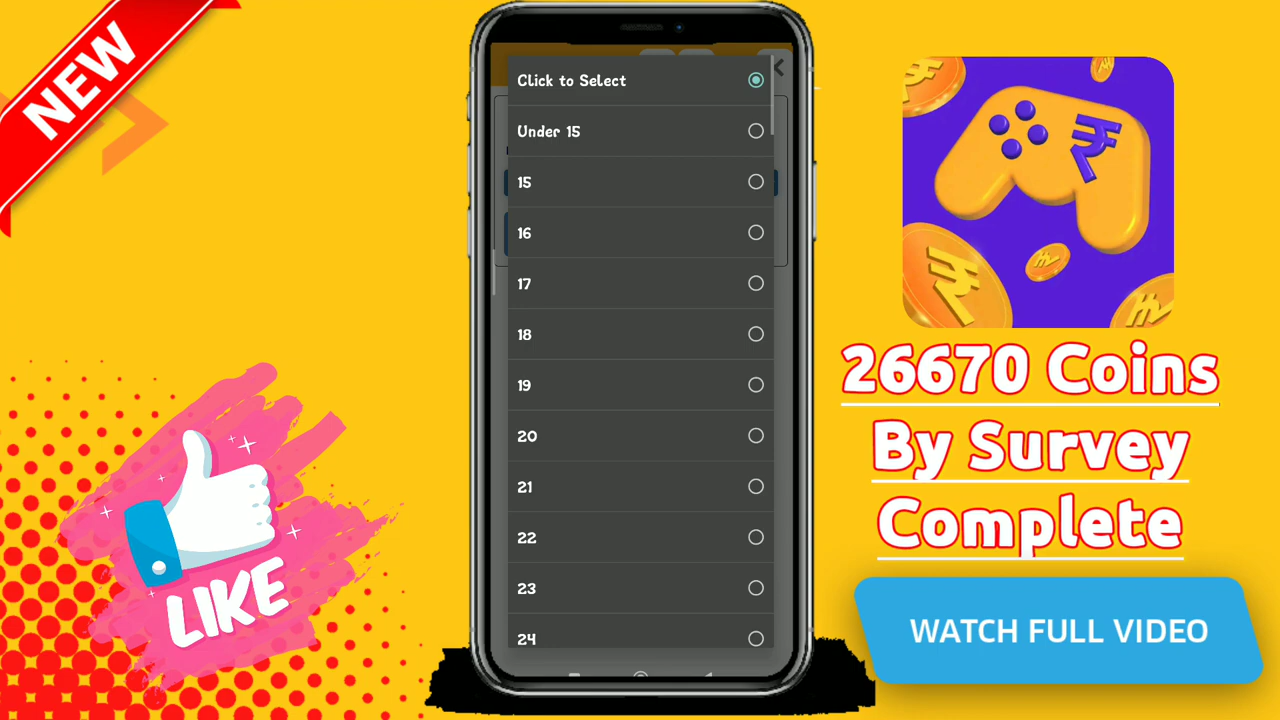 NEW
Click to Select
Under 15
15
16
17
18
19
20
21
22
23
24
LIKE
₹
₹
₹
26670 Coins
By Survey
Complete
WATCH FULL VIDEO